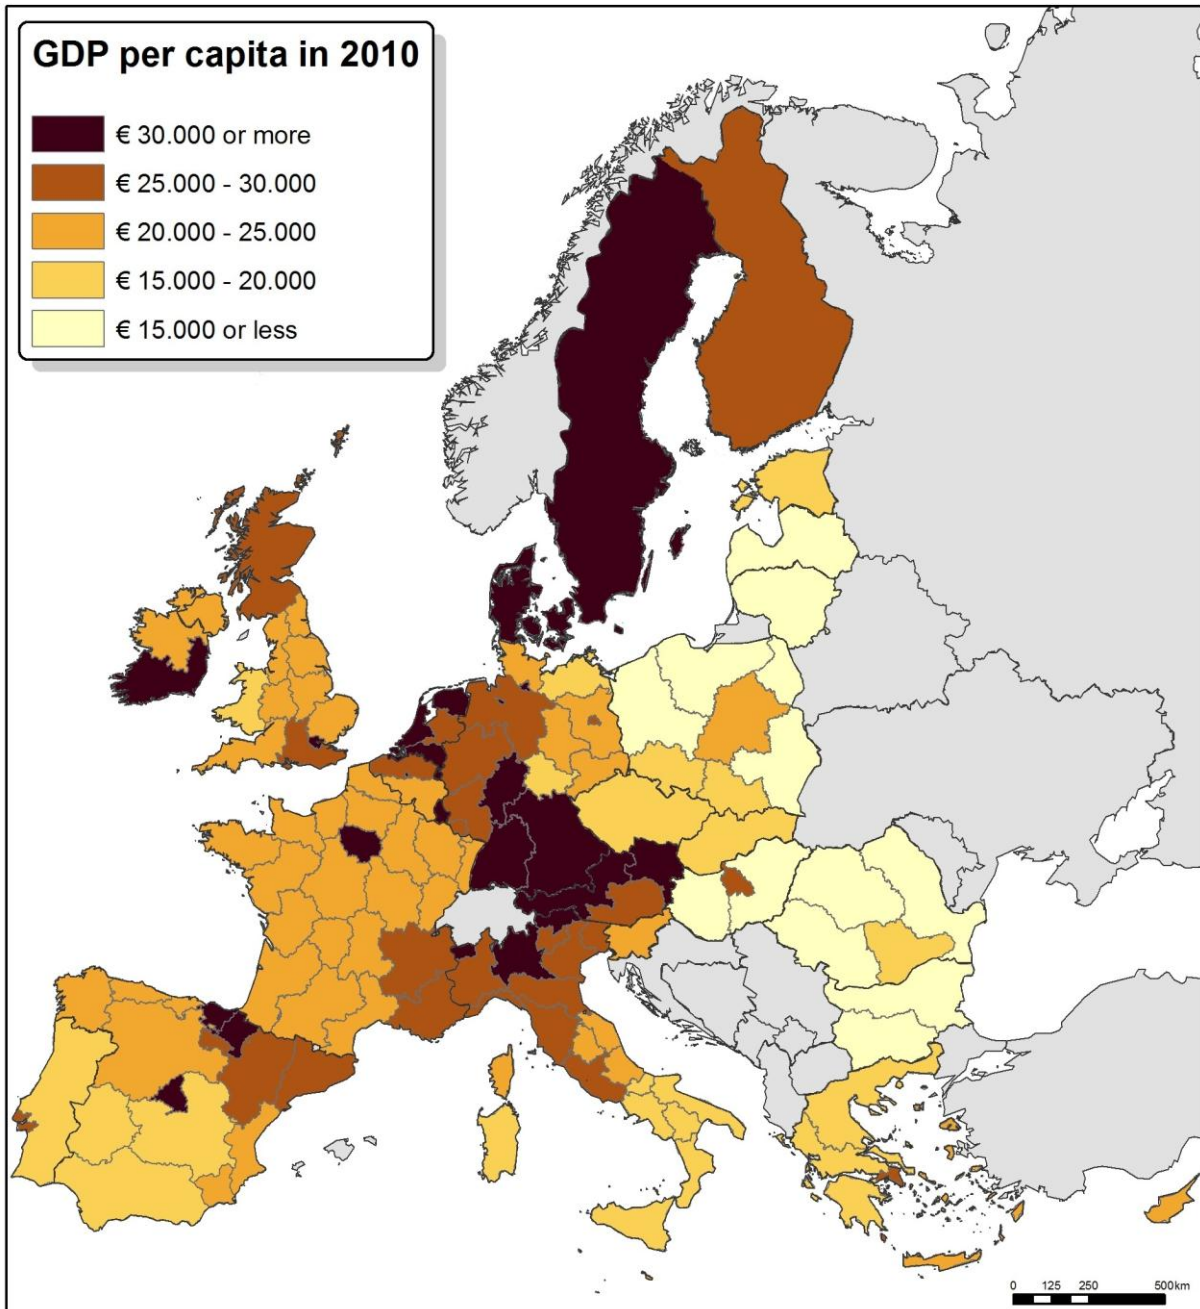 GDP per capita in 2010
€ 30.000 or more
€ 25.000 - 30.000
€ 20.000 - 25.000
€ 15.000 - 20.000
€ 15.000 or less
0 125 250 500km